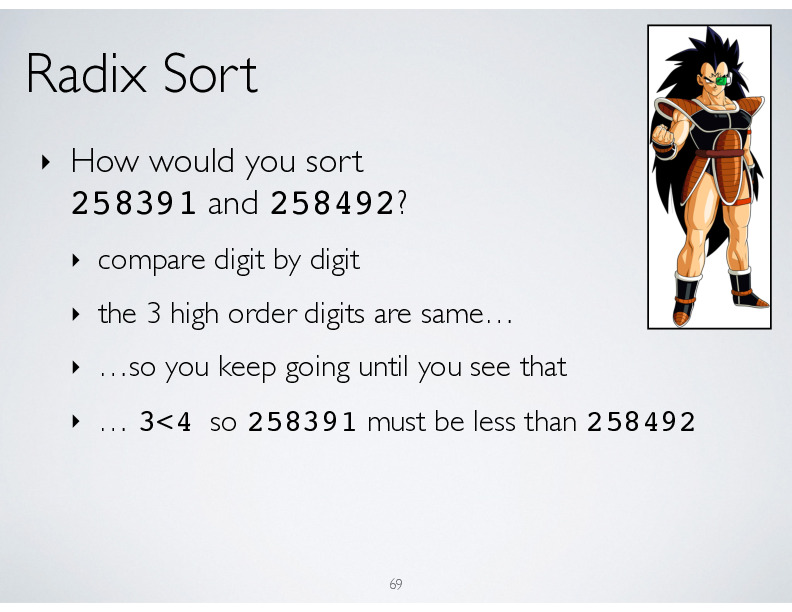 Radix Sort
‣ How would you sort
258391 and 258492?
‣ compare digit by digit
‣ the 3 high order digits are same…
‣ …so you keep going until you see that
‣ … 3<4 so 258391 must be less than 258492
69